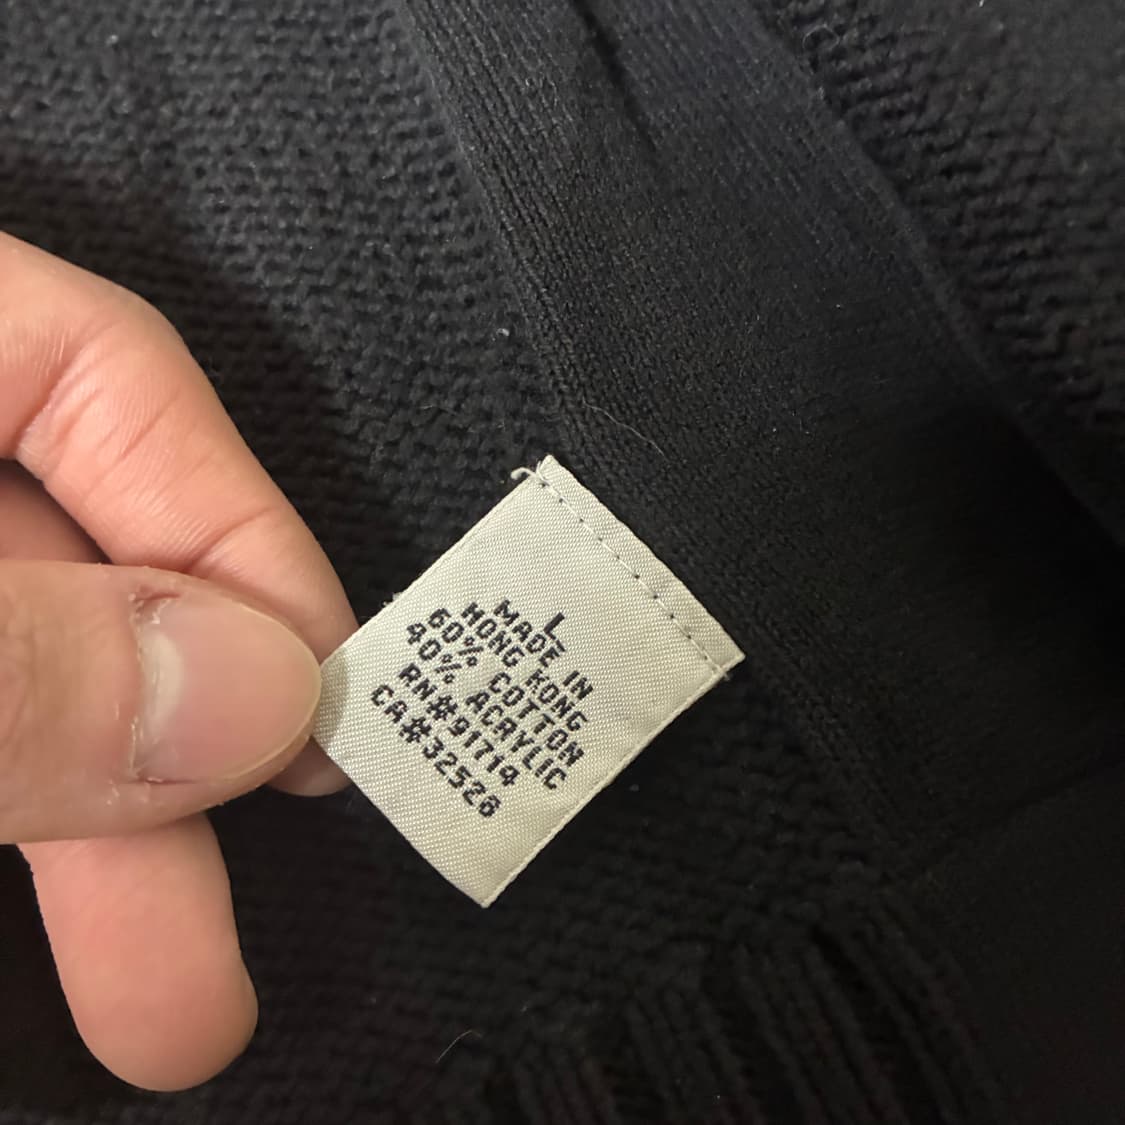 L
MADE IN
HONG KONG
60% COTTON
40% ACRYLIC
RN#91714
CA#32526